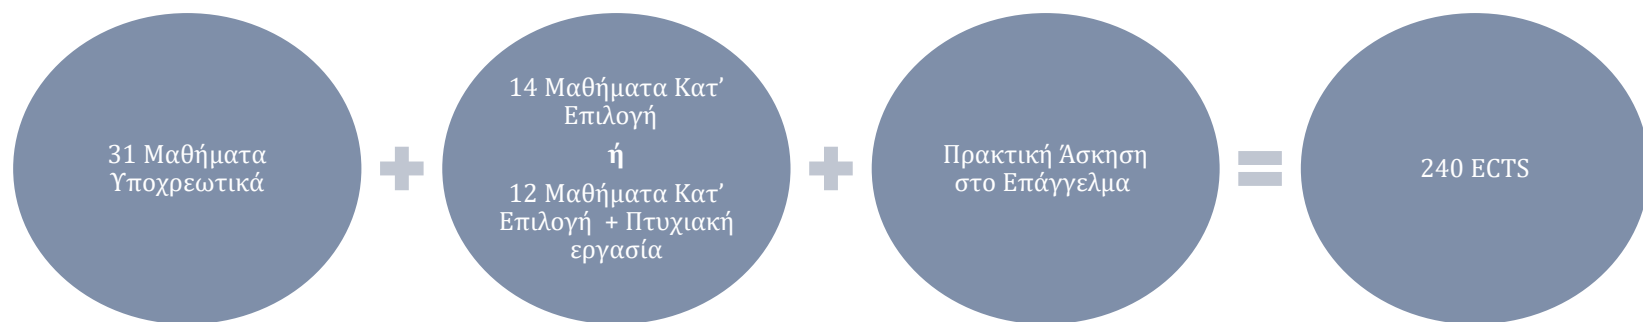 31 Μαθήματα
Υποχρεωτικά
14 Μαθήματα Κατ’
Επιλογή
ή
12 Μαθήματα Κατ’
Επιλογή + Πτυχιακή
εργασία
Πρακτική Άσκηση
στο Επάγγελμα
240 ECTS